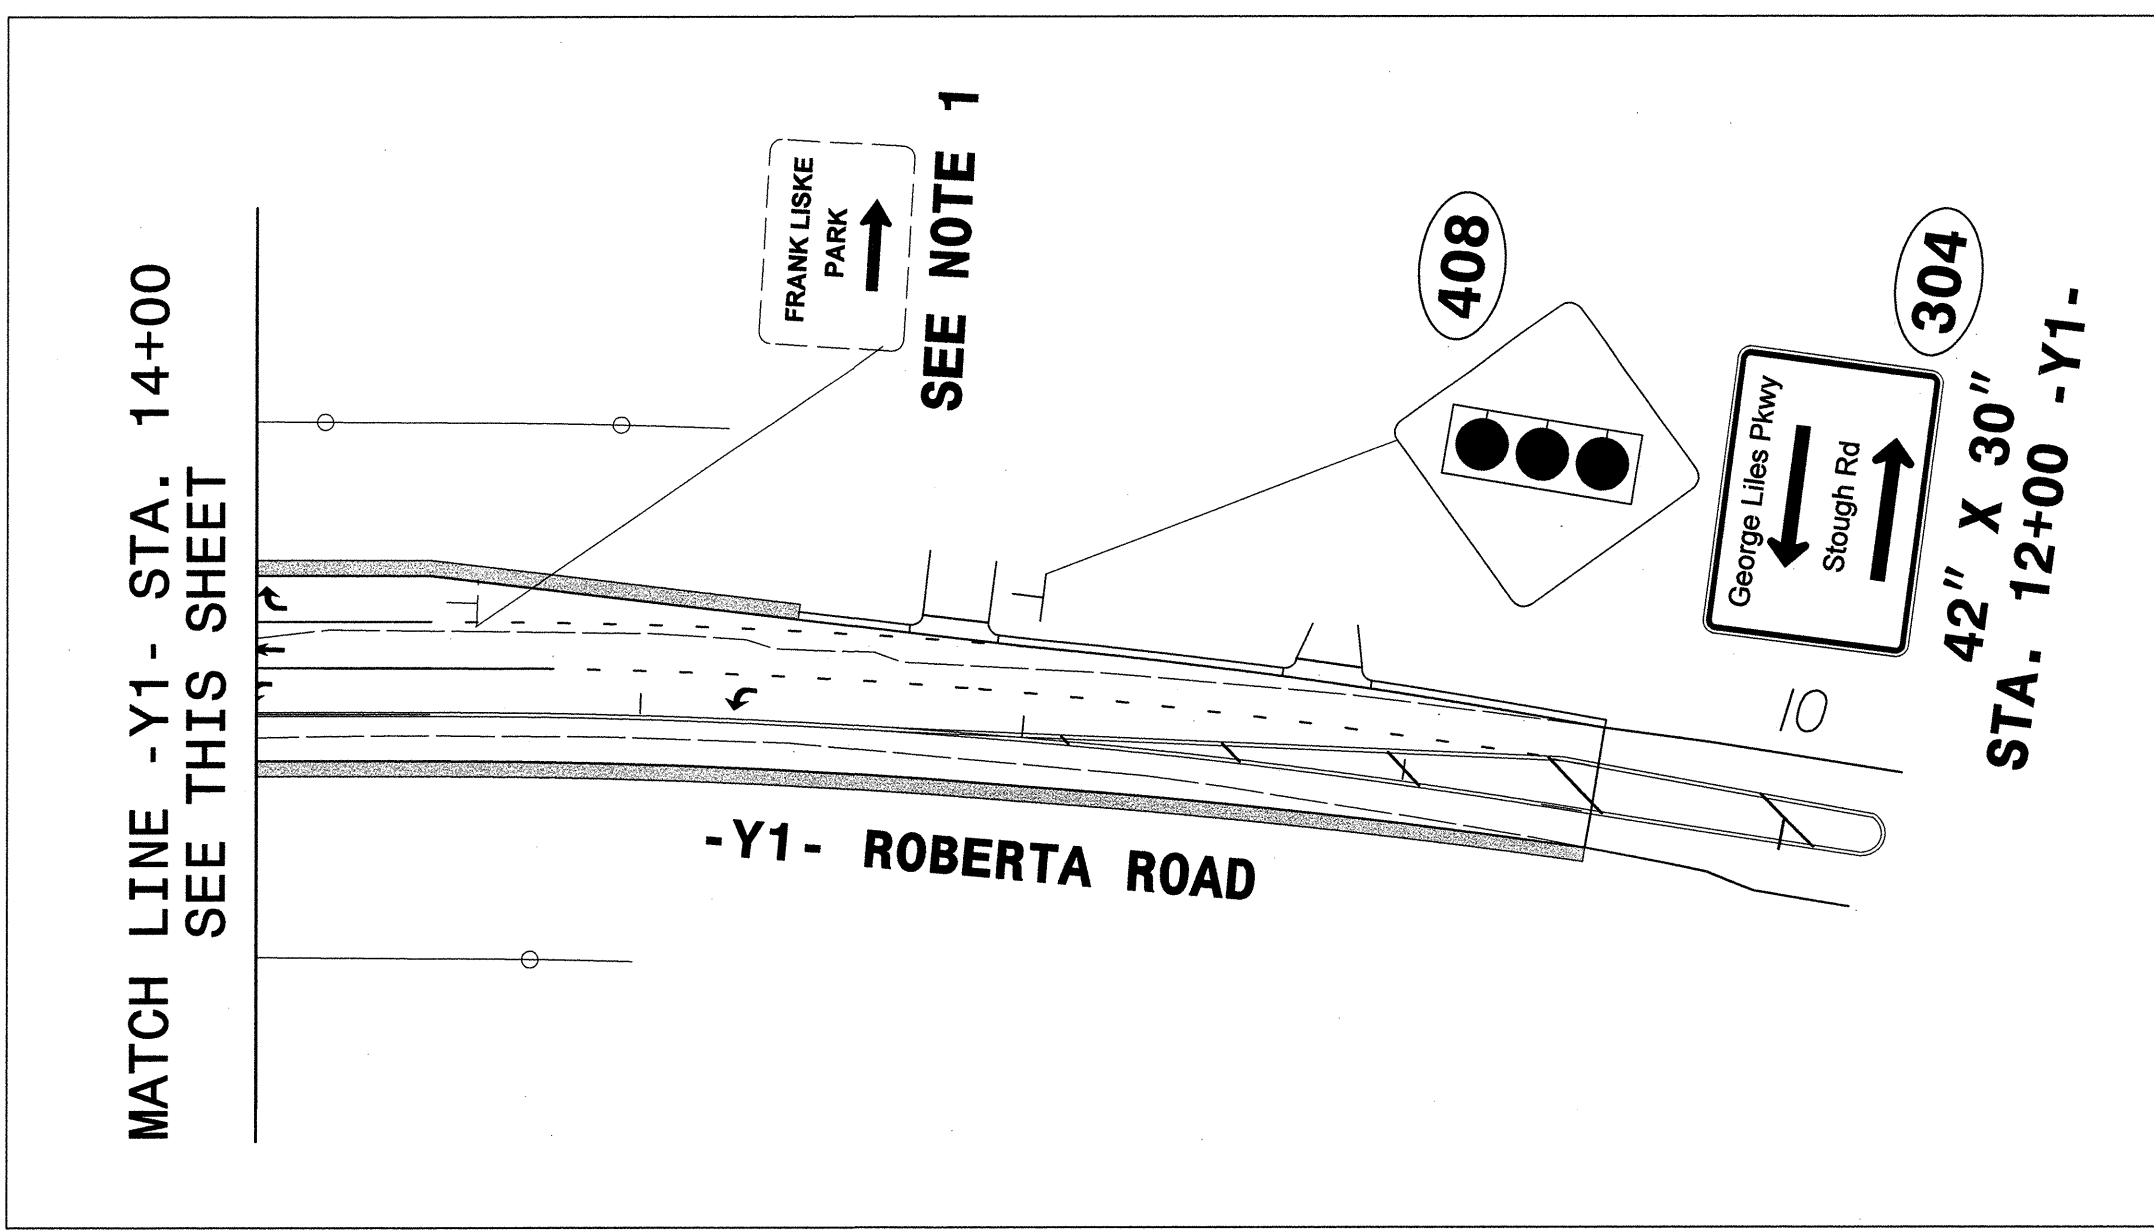 MATCH LINE -Y1- STA. 14+00
SEE THIS SHEET
FRANK LISKE
PARK
SEE NOTE 1
408
304
George Liles Pkwy
Stough Rd
42" X 30"
STA. 12+00 -Y1-
10
-Y1- ROBERTA ROAD